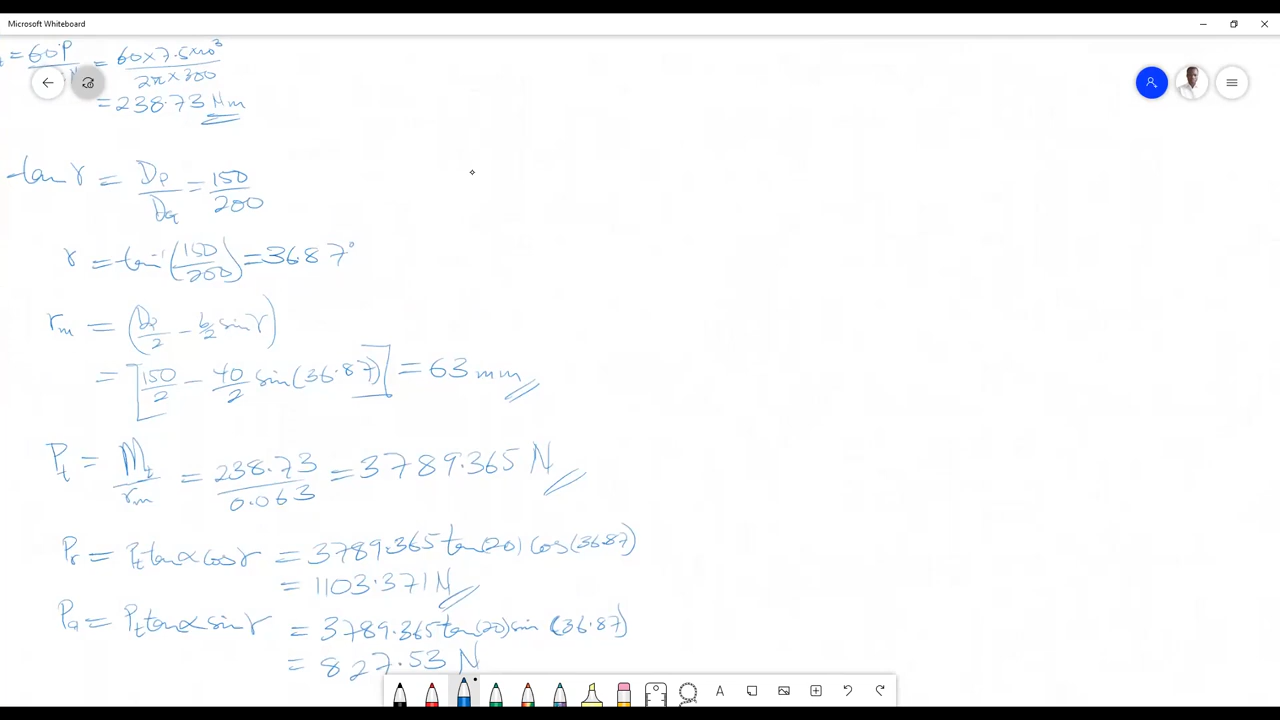 Microsoft Whiteboard
= 60P = 60×7.5×10³
2π×300
= 238.73 Nm
tan γ = Dp/DG = 150/200
γ = tan⁻¹(150/200) = 36.87°
rm = (Dp/2 − b/2 sin γ)
= [150/2 − 40/2 sin(36.87)] = 63 mm
Pt = Mt/rm = 238.73/0.063 = 3789.365 N
Pr = Pt tan α cos γ = 3789.365 tan(20) cos(36.87)
= 1103.371 N
Pa = Pt tan α sin γ = 3789.365 tan(20) sin (36.87)
= 827.53 N